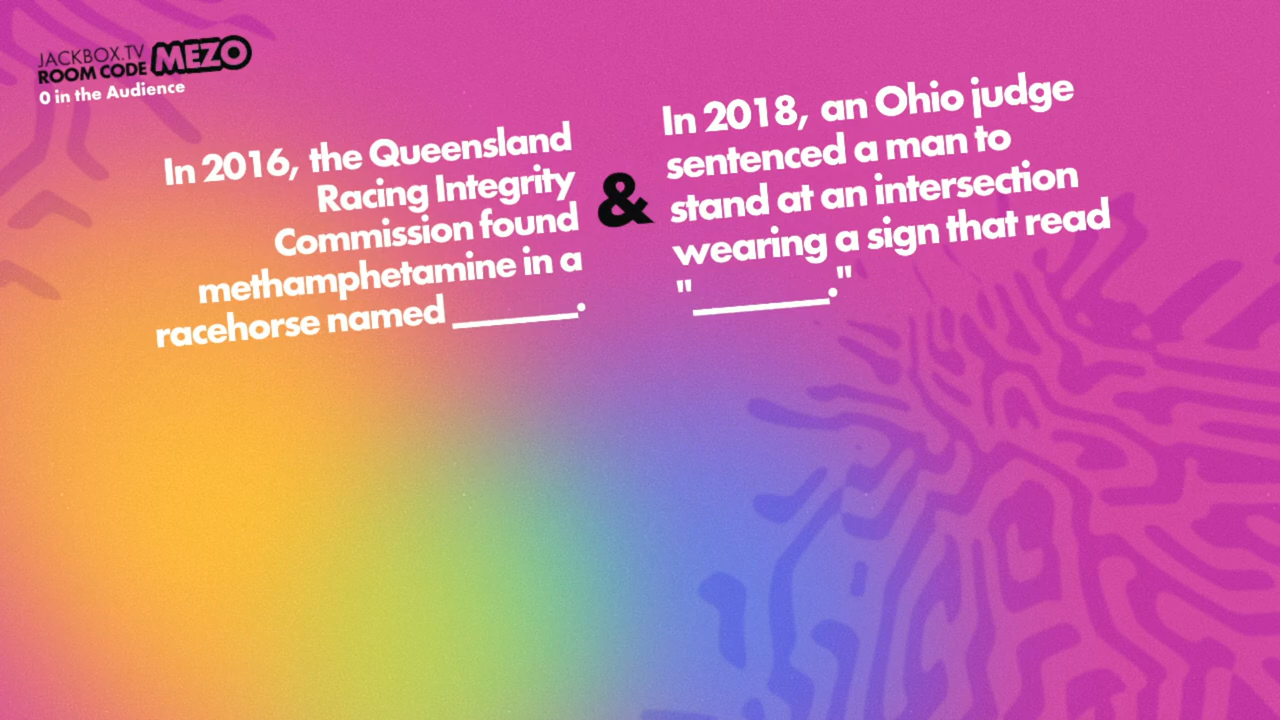 JACKBOX.TV
ROOM CODE MEZO
0 in the Audience
In 2016, the Queensland
Racing Integrity
Commission found
methamphetamine in a
racehorse named ______.
&
In 2018, an Ohio judge
sentenced a man to
stand at an intersection
wearing a sign that read
"______."